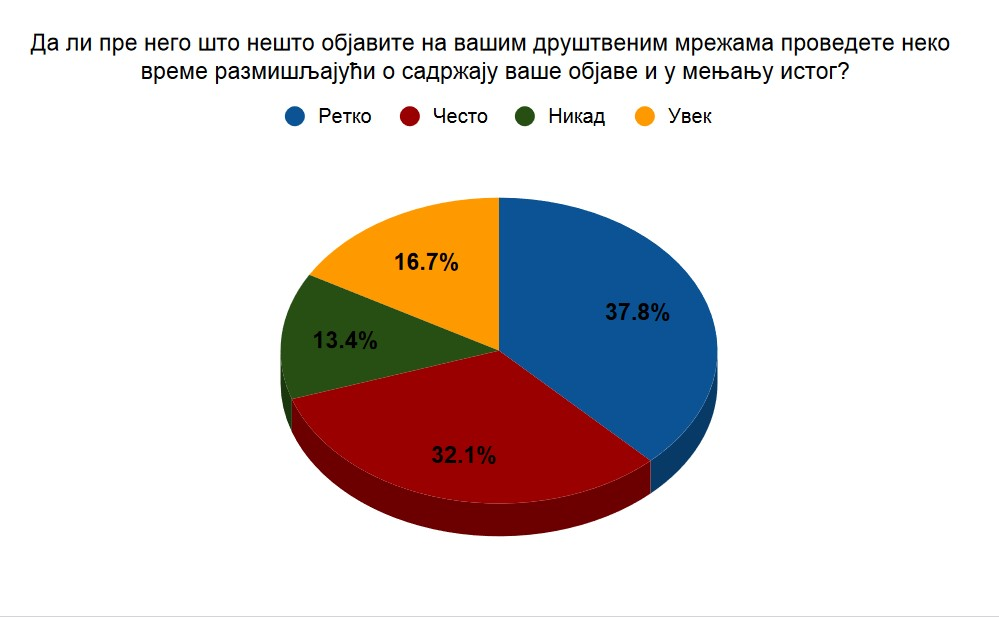 Да ли пре него што нешто објавите на вашим друштвеним мрежама проведете неко
време размишљајући о садржају ваше објаве и у мењању истог?
Ретко Често Никад Увек
16.7%
37.8%
13.4%
32.1%